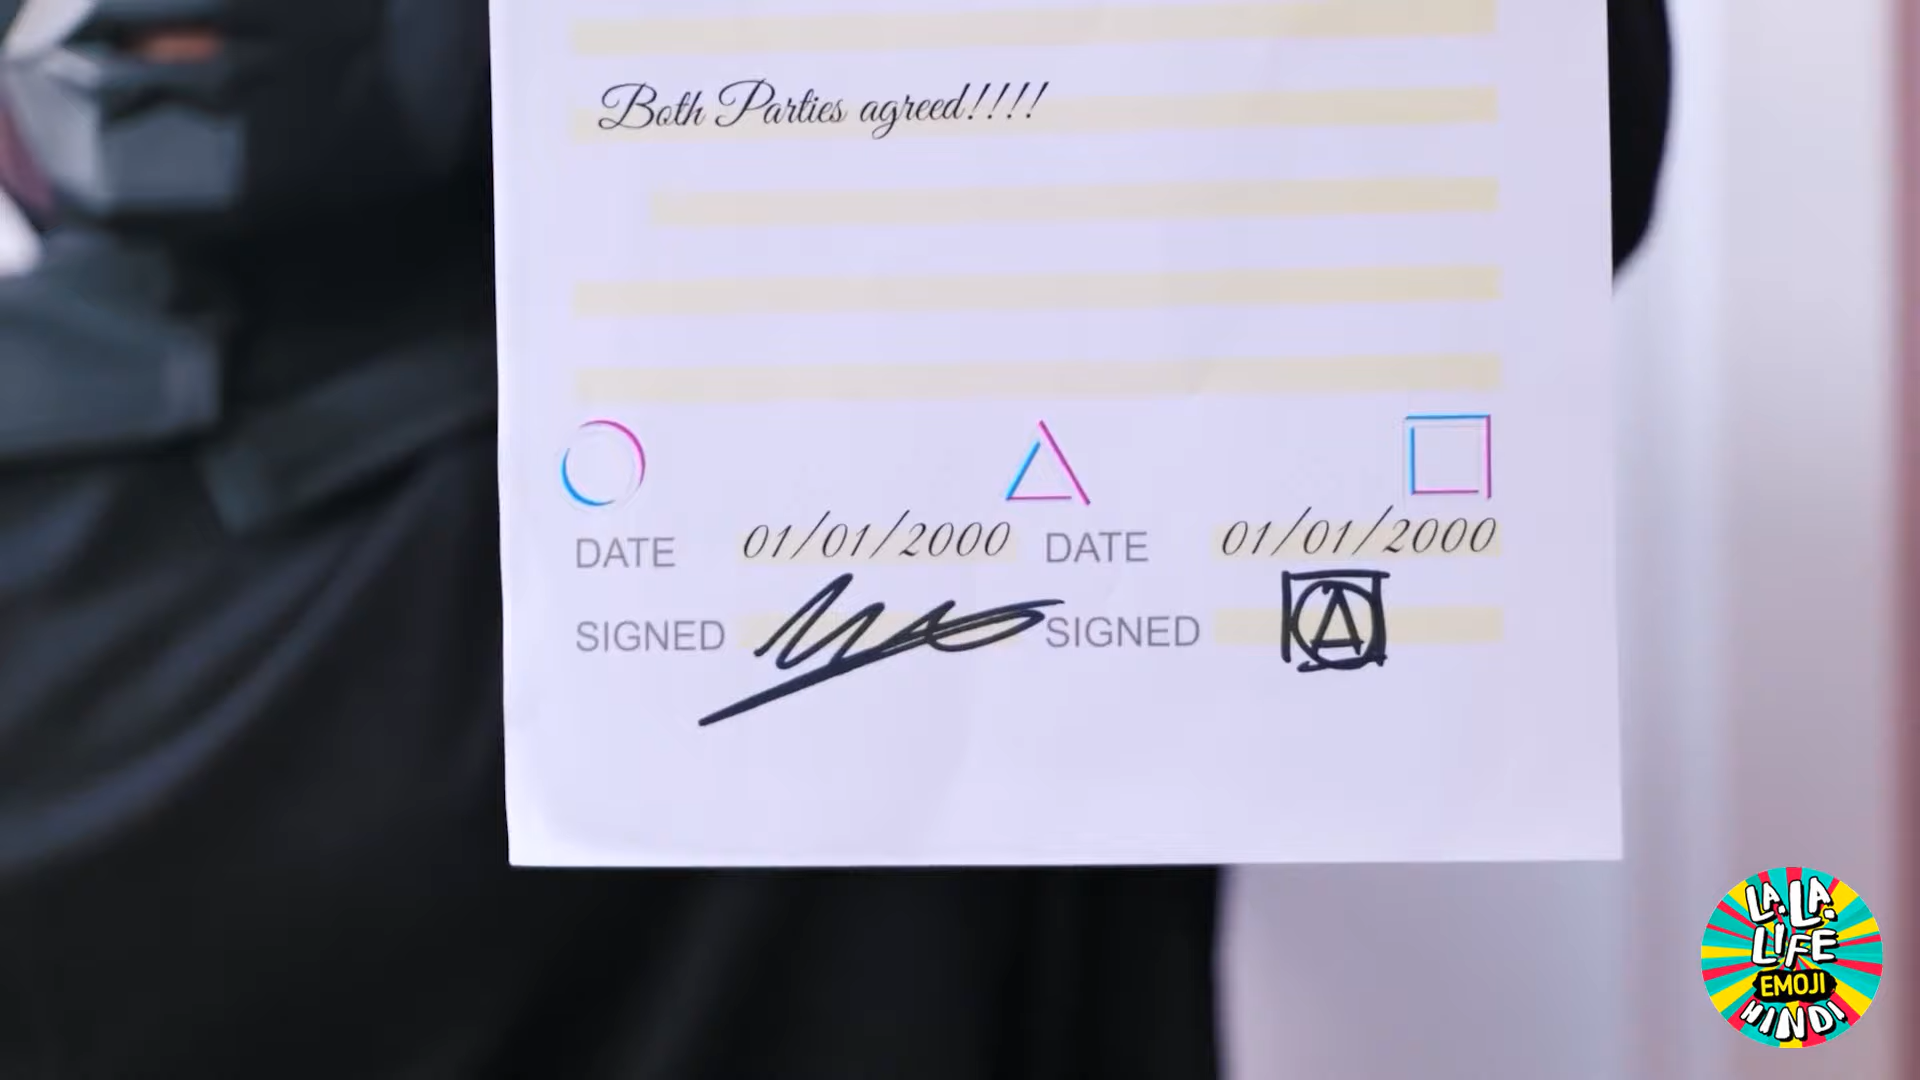 Both Parties agreed!!!!
DATE 01/01/2000 DATE 01/01/2000
SIGNED SIGNED
LA.LA.
LIFE
EMOJI
HINDI